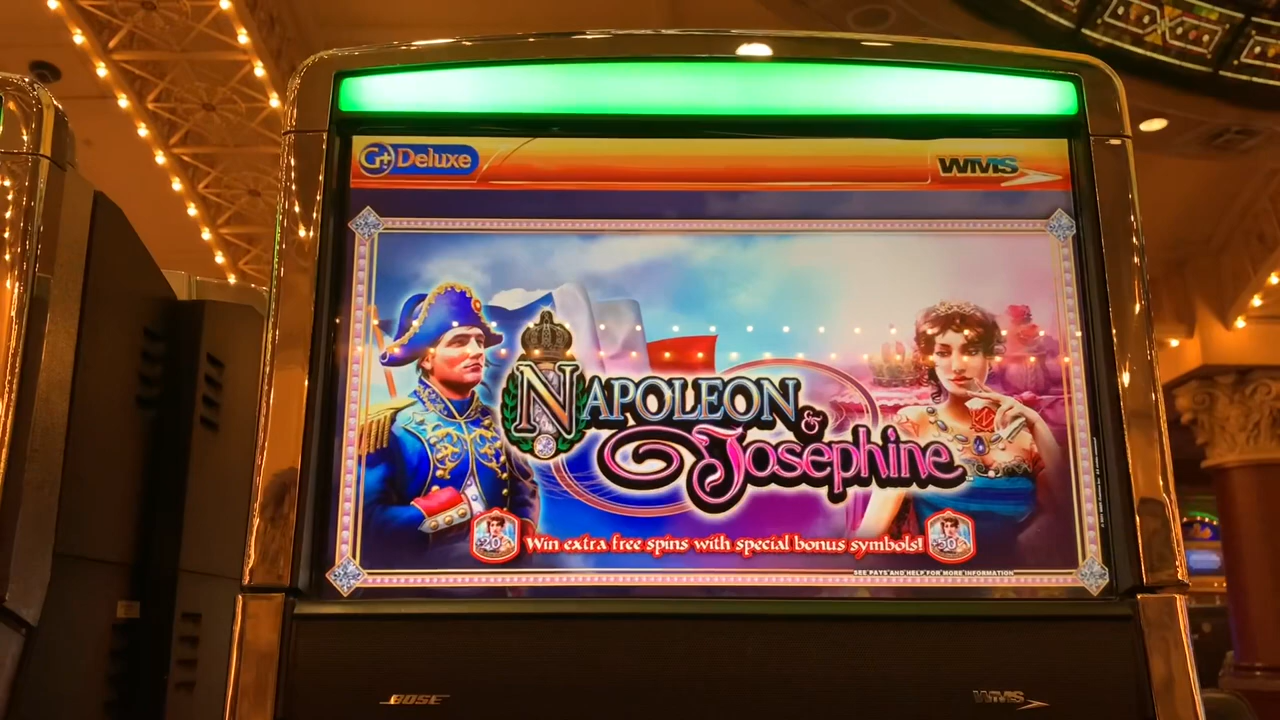 G+ Deluxe
WMS
NAPOLEON
&
Josephine
TM
20
Win extra free spins with special bonus symbols!
50
SEE PAYS AND HELP FOR MORE INFORMATION
BOSE
WMS